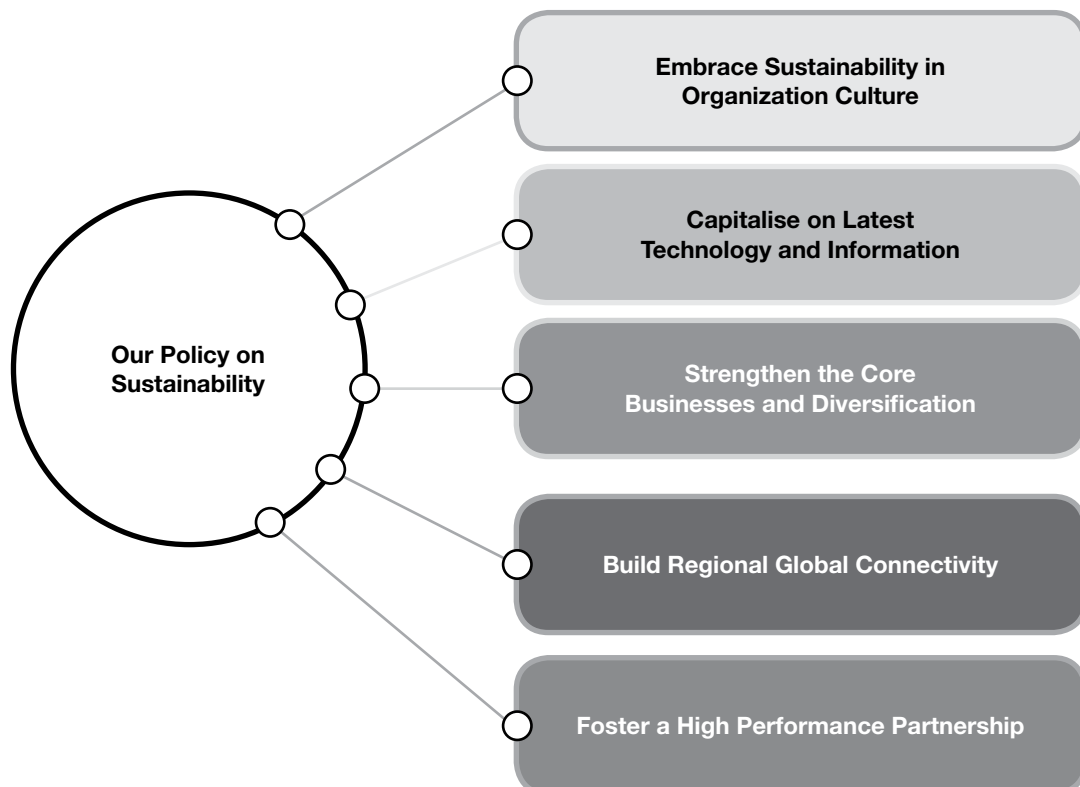 Embrace Sustainability in
Organization Culture
Capitalise on Latest
Technology and Information
Our Policy on
Sustainability
Strengthen the Core
Businesses and Diversification
Build Regional Global Connectivity
Foster a High Performance Partnership